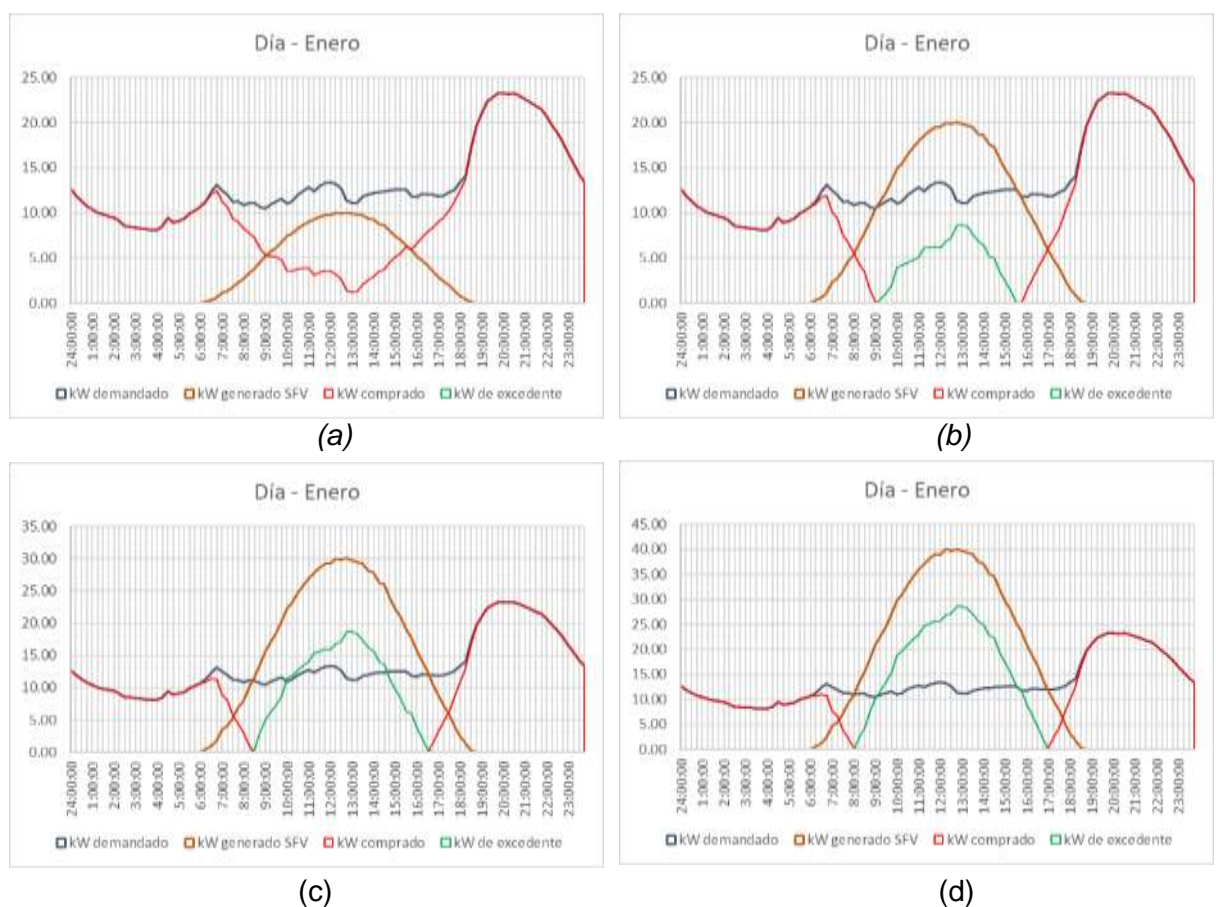 Día - Enero
25.00
20.00
15.00
10.00
5.00
0.00
24:00:00 1:00:00 2:00:00 3:00:00 4:00:00 5:00:00 6:00:00 7:00:00 8:00:00 9:00:00 10:00:00 11:00:00 12:00:00 13:00:00 14:00:00 15:00:00 16:00:00 17:00:00 18:00:00 19:00:00 20:00:00 21:00:00 22:00:00 23:00:00
kW demandado kW generado SFV kW comprado kW de excedente
(a)
Día - Enero
25.00
20.00
15.00
10.00
5.00
0.00
24:00:00 1:00:00 2:00:00 3:00:00 4:00:00 5:00:00 6:00:00 7:00:00 8:00:00 9:00:00 10:00:00 11:00:00 12:00:00 13:00:00 14:00:00 15:00:00 16:00:00 17:00:00 18:00:00 19:00:00 20:00:00 21:00:00 22:00:00 23:00:00
kW demandado kW generado SFV kW comprado kW de excedente
(b)
Día - Enero
35.00
30.00
25.00
20.00
15.00
10.00
5.00
0.00
24:00:00 1:00:00 2:00:00 3:00:00 4:00:00 5:00:00 6:00:00 7:00:00 8:00:00 9:00:00 10:00:00 11:00:00 12:00:00 13:00:00 14:00:00 15:00:00 16:00:00 17:00:00 18:00:00 19:00:00 20:00:00 21:00:00 22:00:00 23:00:00
kW demandado kW generado SFV kW comprado kW de excedente
(c)
Día - Enero
45.00
40.00
35.00
30.00
25.00
20.00
15.00
10.00
5.00
0.00
24:00:00 1:00:00 2:00:00 3:00:00 4:00:00 5:00:00 6:00:00 7:00:00 8:00:00 9:00:00 10:00:00 11:00:00 12:00:00 13:00:00 14:00:00 15:00:00 16:00:00 17:00:00 18:00:00 19:00:00 20:00:00 21:00:00 22:00:00 23:00:00
kW demandado kW generado SFV kW comprado kW de excedente
(d)